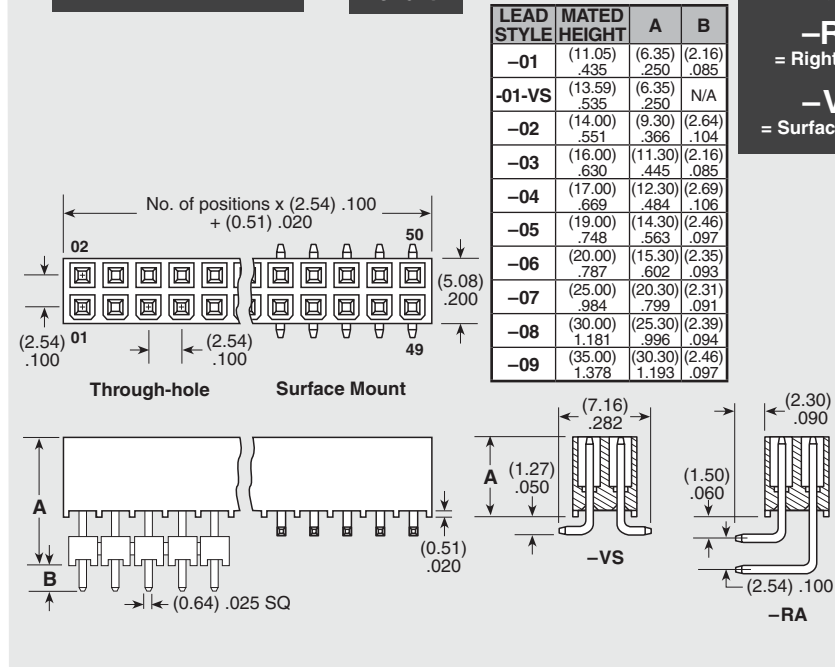 LEAD STYLE MATED HEIGHT A B
–01 (11.05) .435 (6.35) .250 (2.16) .085
-01-VS (13.59) .535 (6.35) .250 N/A
–02 (14.00) .551 (9.30) .366 (2.64) .104
–03 (16.00) .630 (11.30) .445 (2.16) .085
–04 (17.00) .669 (12.30) .484 (2.69) .106
–05 (19.00) .748 (14.30) .563 (2.46) .097
–06 (20.00) .787 (15.30) .602 (2.35) .093
–07 (25.00) .984 (20.30) .799 (2.31) .091
–08 (30.00) 1.181 (25.30) .996 (2.39) .094
–09 (35.00) 1.378 (30.30) 1.193 (2.46) .097
–R
= Right
–V
= Surfac
No. of positions x (2.54) .100
+ (0.51) .020
02
50
(5.08)
.200
(2.54)
.100
01
(2.54)
.100
49
Through-hole
Surface Mount
A
B
(0.64) .025 SQ
(0.51)
.020
(7.16)
.282
A
(1.27)
.050
–VS
(2.30)
.090
(1.50)
.060
(2.54) .100
–RA